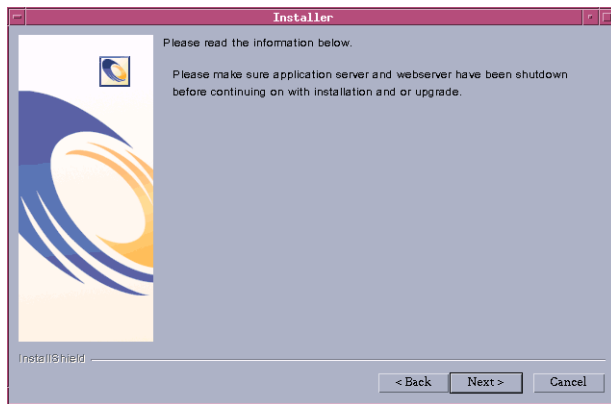 Installer
Please read the information below.
Please make sure application server and webserver have been shutdown
before continuing on with installation and or upgrade.
InstallShield
< Back
Next >
Cancel